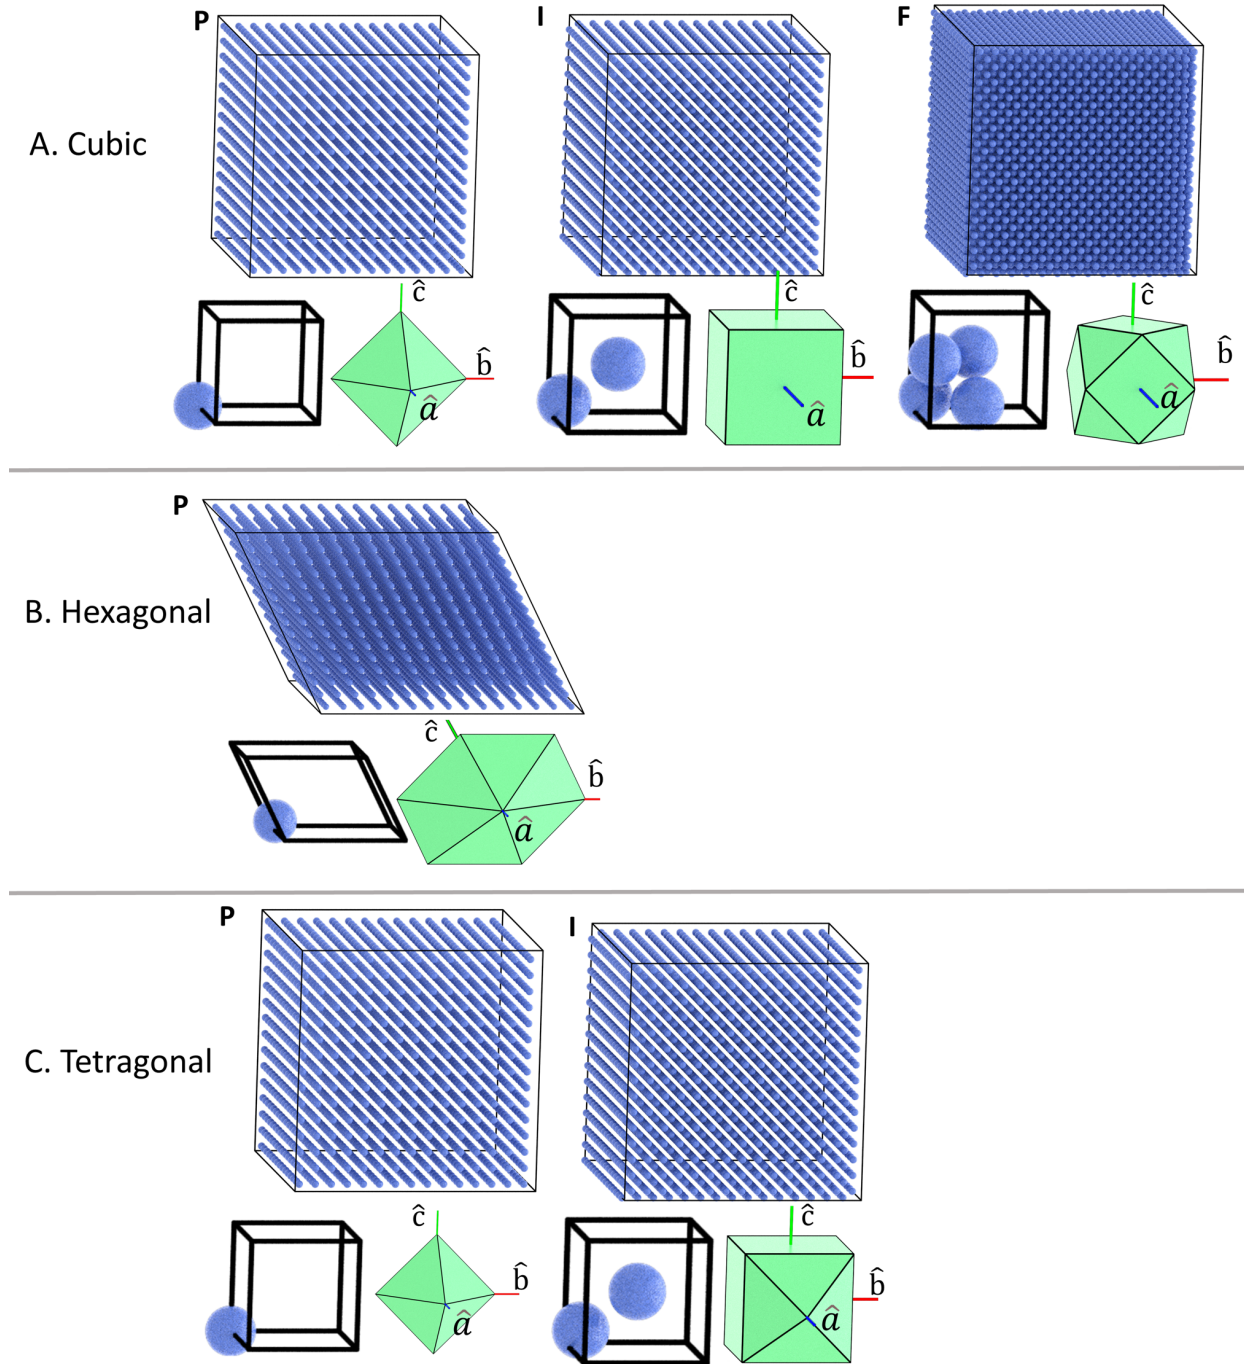 P
I
F
A. Cubic
ĉ
b̂
â
ĉ
b̂
â
ĉ
b̂
â
P
B. Hexagonal
ĉ
b̂
â
P
I
C. Tetragonal
ĉ
b̂
â
ĉ
b̂
â